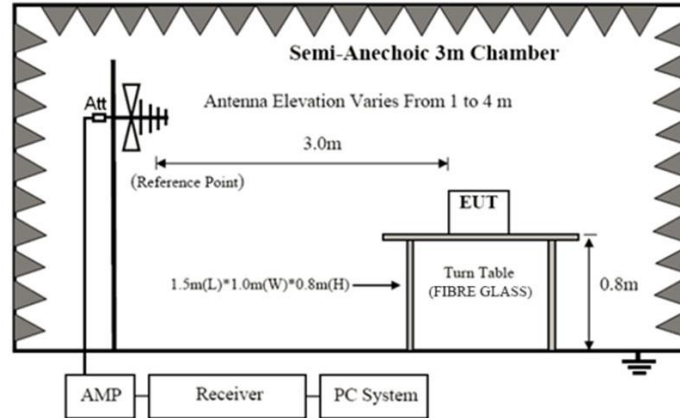 Semi-Anechoic 3m Chamber
Antenna Elevation Varies From 1 to 4 m
Att
3.0m
(Reference Point)
EUT
1.5m(L)*1.0m(W)*0.8m(H)
Turn Table
(FIBRE GLASS)
0.8m
AMP
Receiver
PC System